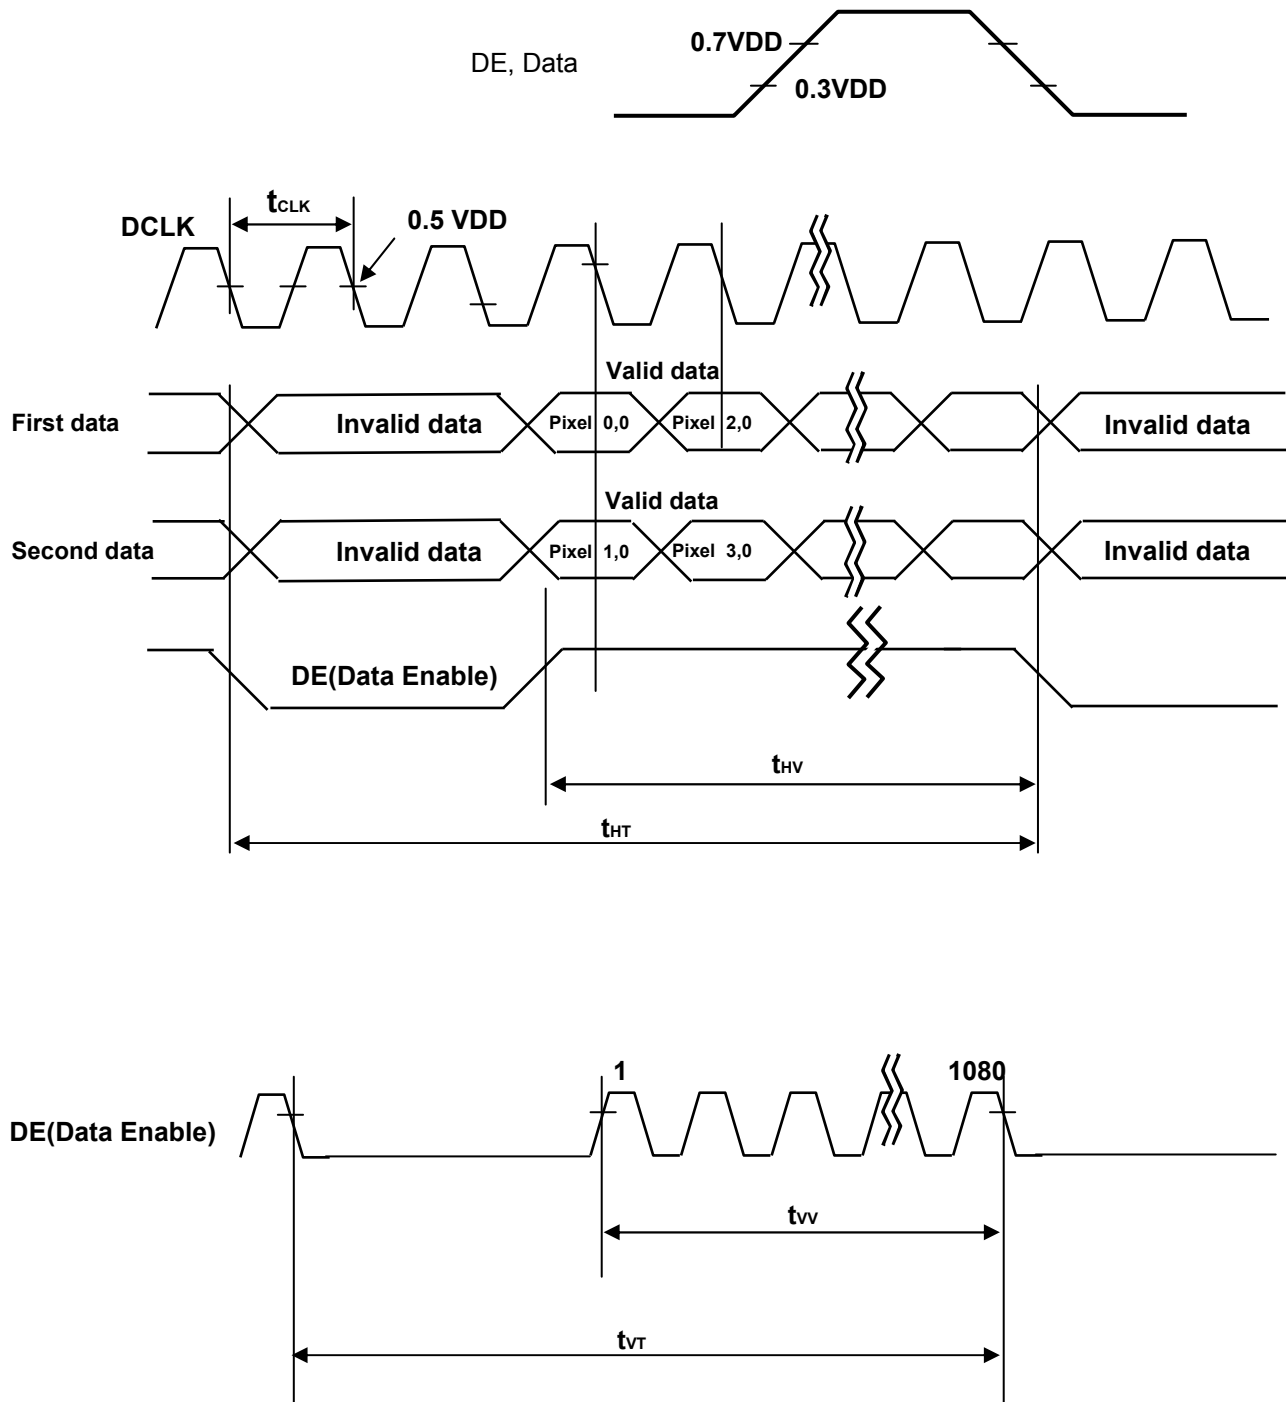 0.7VDD
DE, Data
0.3VDD
tCLK
DCLK
0.5 VDD
Valid data
First data
Invalid data
Pixel 0,0
Pixel 2,0
Invalid data
Valid data
Second data
Invalid data
Pixel 1,0
Pixel 3,0
Invalid data
DE(Data Enable)
tHV
tHT
1
1080
DE(Data Enable)
tVV
tVT